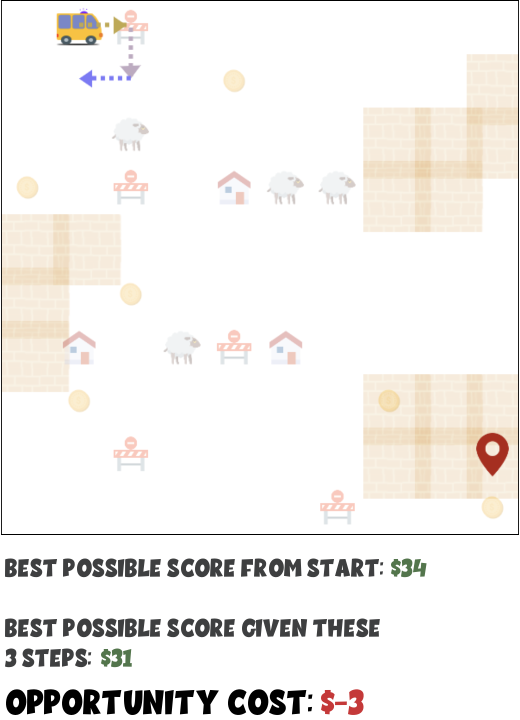 BEST POSSIBLE SCORE FROM START: $34
BEST POSSIBLE SCORE GIVEN THESE
3 STEPS: $31
OPPORTUNITY COST: $-3